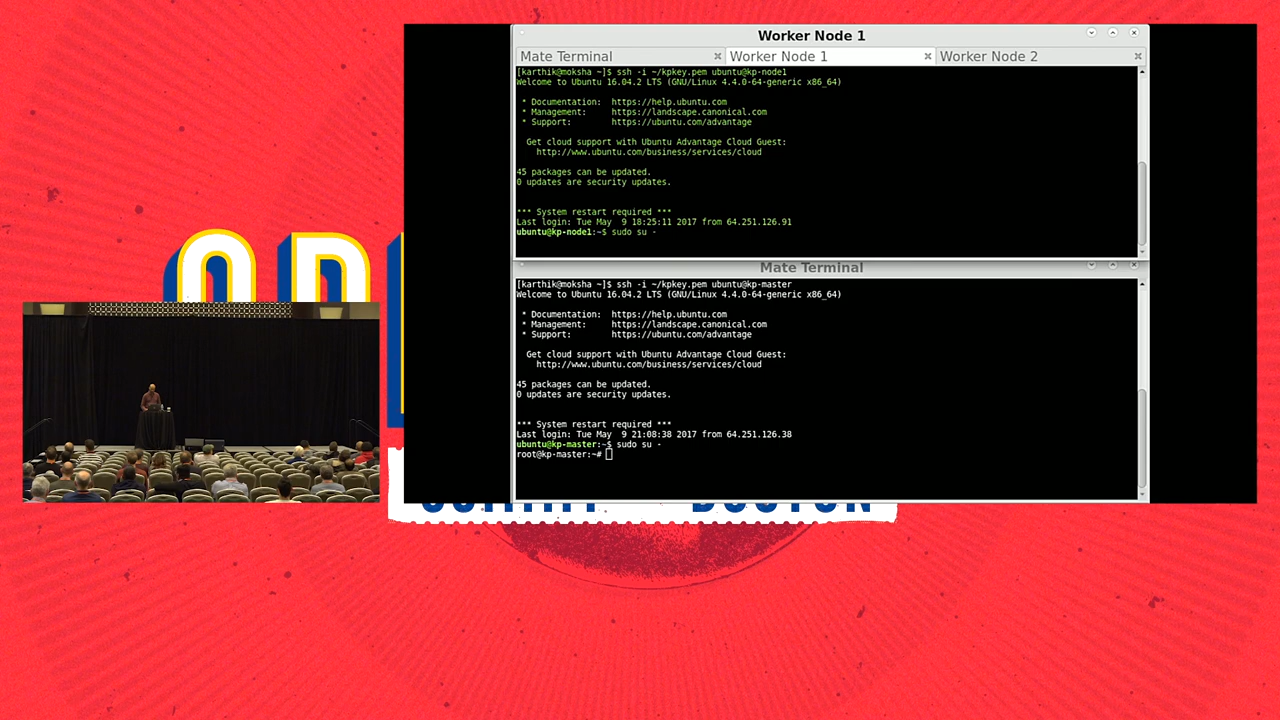 Worker Node 1
Mate Terminal
Worker Node 1
Worker Node 2
[karthik@moksha ~]$ ssh -i ~/kpkey.pem ubuntu@kp-node1
Welcome to Ubuntu 16.04.2 LTS (GNU/Linux 4.4.0-64-generic x86_64)
* Documentation: https://help.ubuntu.com
* Management: https://landscape.canonical.com
* Support: https://ubuntu.com/advantage
Get cloud support with Ubuntu Advantage Cloud Guest:
http://www.ubuntu.com/business/services/cloud
45 packages can be updated.
0 updates are security updates.
*** System restart required ***
Last login: Tue May 9 18:25:11 2017 from 64.251.126.91
ubuntu@kp-node1:~$ sudo su -
Mate Terminal
[karthik@moksha ~]$ ssh -i ~/kpkey.pem ubuntu@kp-master
Welcome to Ubuntu 16.04.2 LTS (GNU/Linux 4.4.0-64-generic x86_64)
* Documentation: https://help.ubuntu.com
* Management: https://landscape.canonical.com
* Support: https://ubuntu.com/advantage
Get cloud support with Ubuntu Advantage Cloud Guest:
http://www.ubuntu.com/business/services/cloud
45 packages can be updated.
0 updates are security updates.
*** System restart required ***
Last login: Tue May 9 21:08:38 2017 from 64.251.126.38
ubuntu@kp-master:~$ sudo su -
root@kp-master:~#